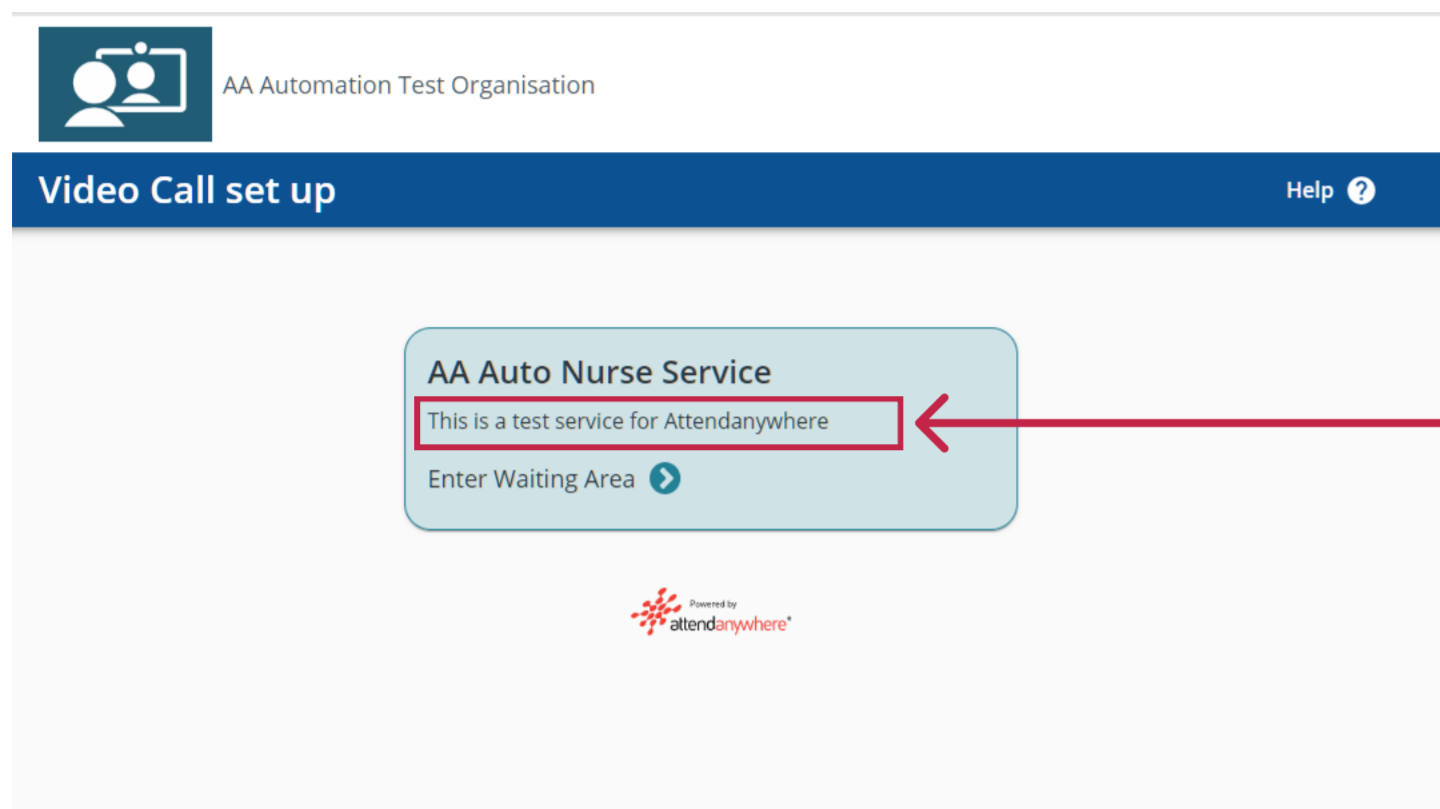 AA Automation Test Organisation
Video Call set up
Help ?
AA Auto Nurse Service
This is a test service for Attendanywhere
Enter Waiting Area
Powered by
attendanywhere*